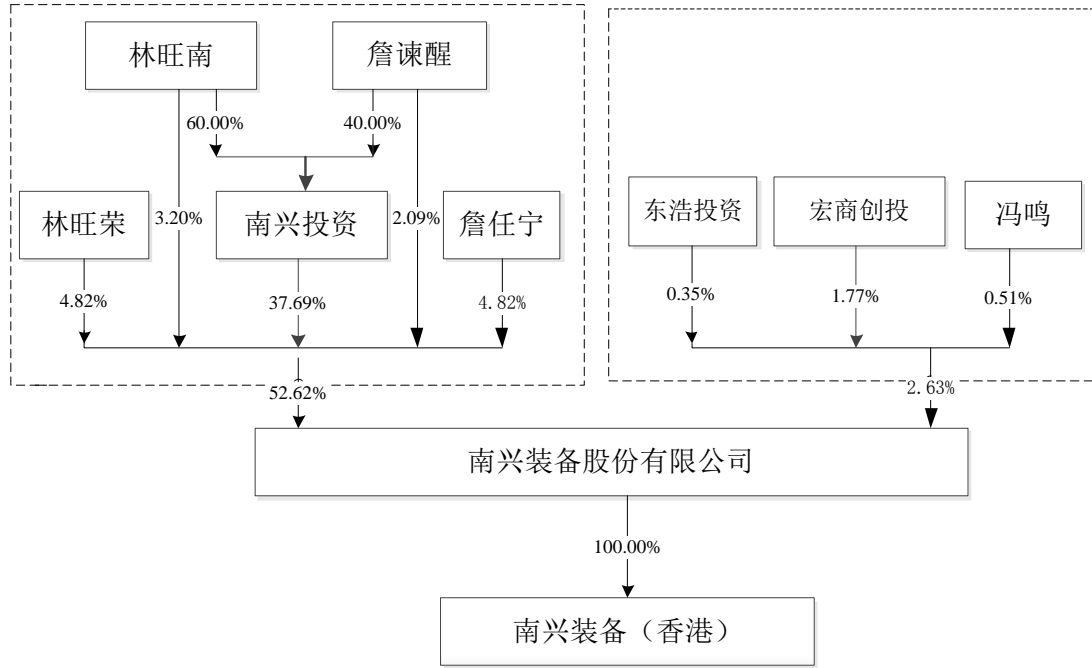 林旺南
詹谏醒
60.00%
40.00%
林旺荣
3.20%
南兴投资
2.09%
詹任宁
东浩投资
宏商创投
冯鸣
4.82%
37.69%
4.82%
0.35%
1.77%
0.51%
52.62%
2.63%
南兴装备股份有限公司
100.00%
南兴装备（香港）